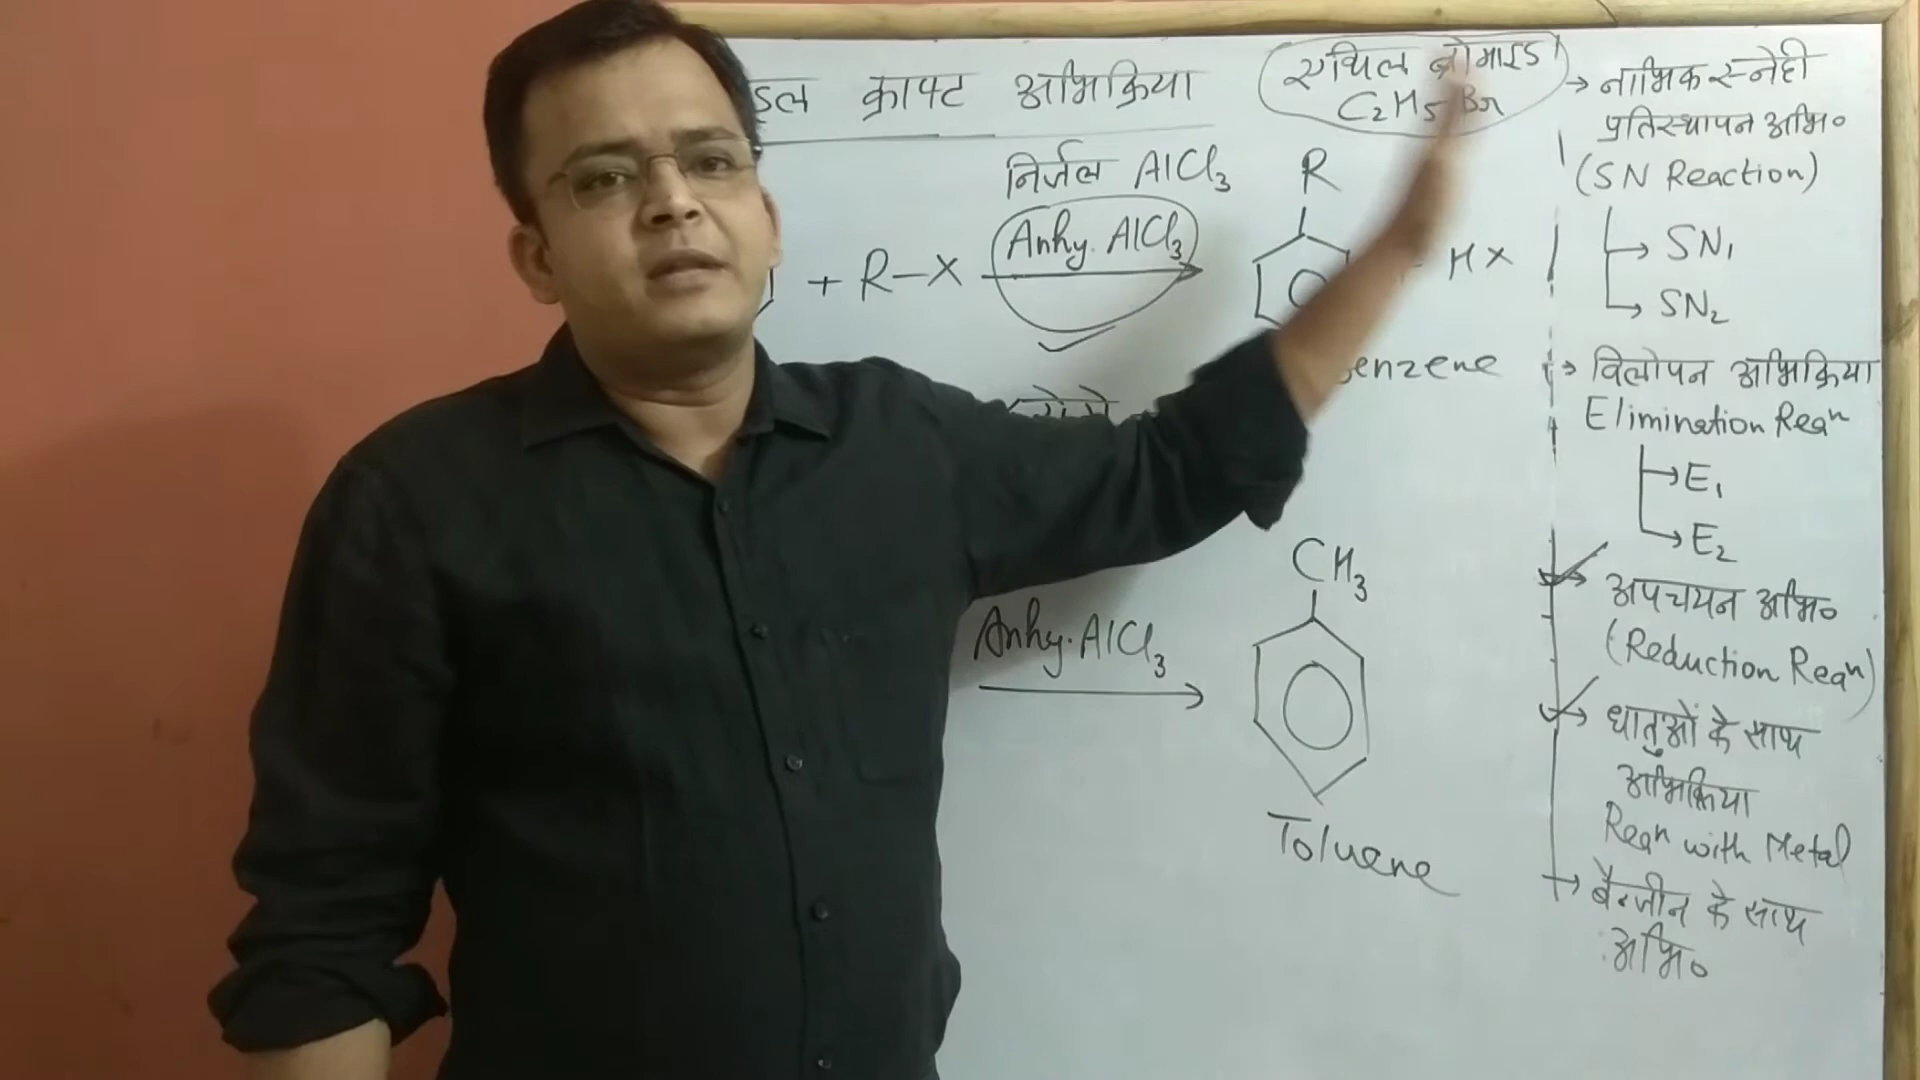 क्राफ्ट अभिक्रिया
निर्जल AlCl3
Anhy. AlCl3
+ R-X
R
HX
enzene
Anhy. AlCl3
CH3
Toluene
एथिल ब्रोमाइड
C2H5Br
→ नाभिक स्नेही
प्रतिस्थापन अभि०
(SN Reaction)
→ SN1
→ SN2
→ विलोपन अभिक्रिया
Elimination Rean
→ E1
→ E2
→ अपचयन अभि०
(Reduction Rean)
→ धातुओं के साथ
अभिक्रिया
Rean with Metal
→ बैन्जीन के साथ
अभि०